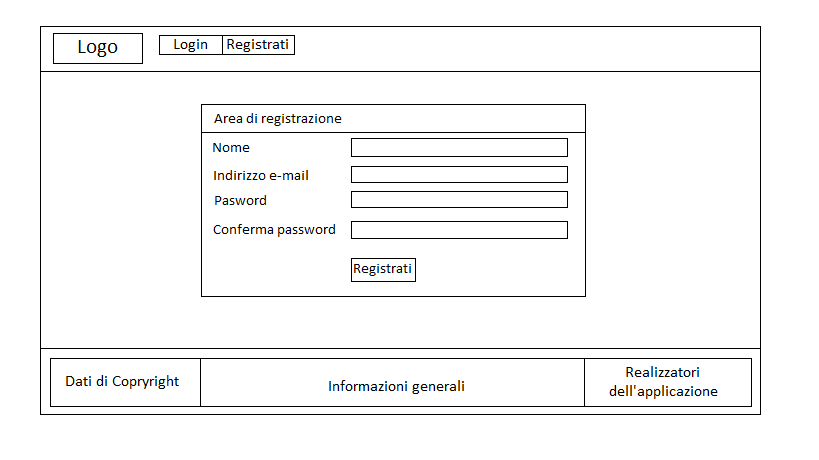 Logo
Login Registrati
Area di registrazione
Nome
Indirizzo e-mail
Pasword
Conferma password
Registrati
Dati di Copryright
Informazioni generali
Realizzatori
dell'applicazione